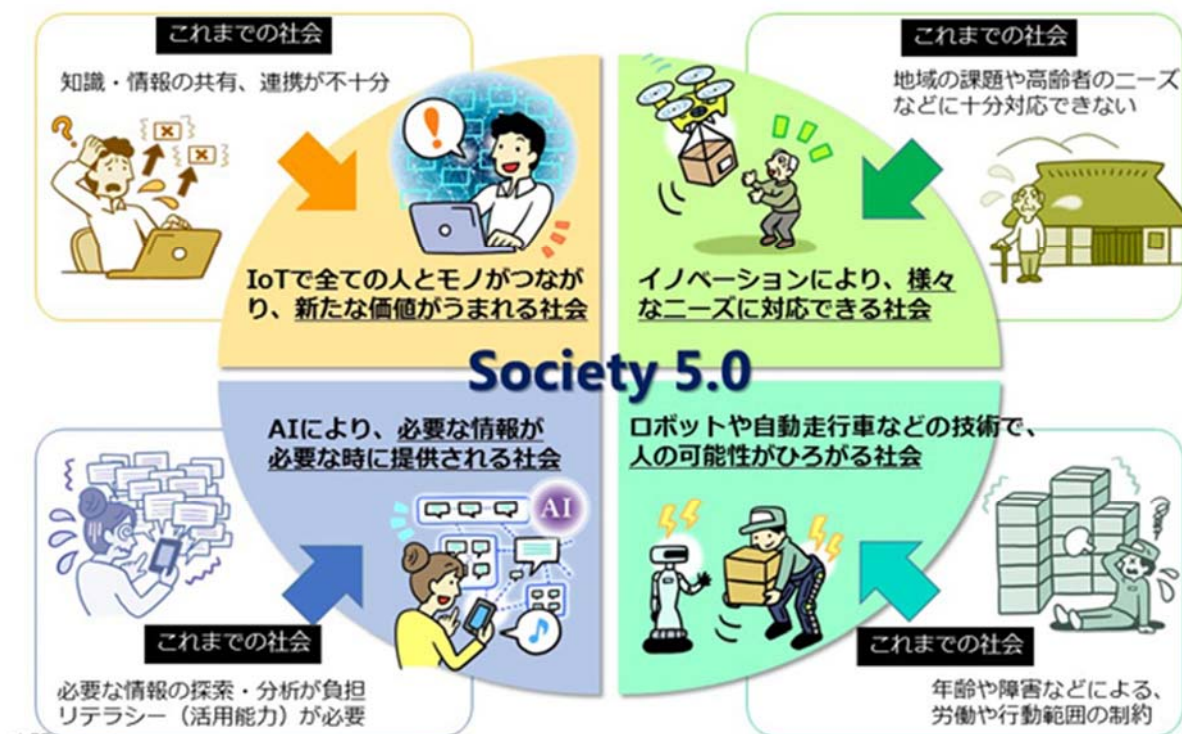 これまでの社会
知識・情報の共有、連携が不十分
IoTで全ての人とモノがつなが
り、新たな価値がうまれる社会
これまでの社会
地域の課題や高齢者のニーズ
などに十分対応できない
イノベーションにより、様々
なニーズに対応できる社会
Society 5.0
AIにより、必要な情報が
必要な時に提供される社会
AI
これまでの社会
必要な情報の探索・分析が負担
リテラシー（活用能力）が必要
ロボットや自動走行車などの技術で、
人の可能性がひろがる社会
これまでの社会
年齢や障害などによる、
労働や行動範囲の制約